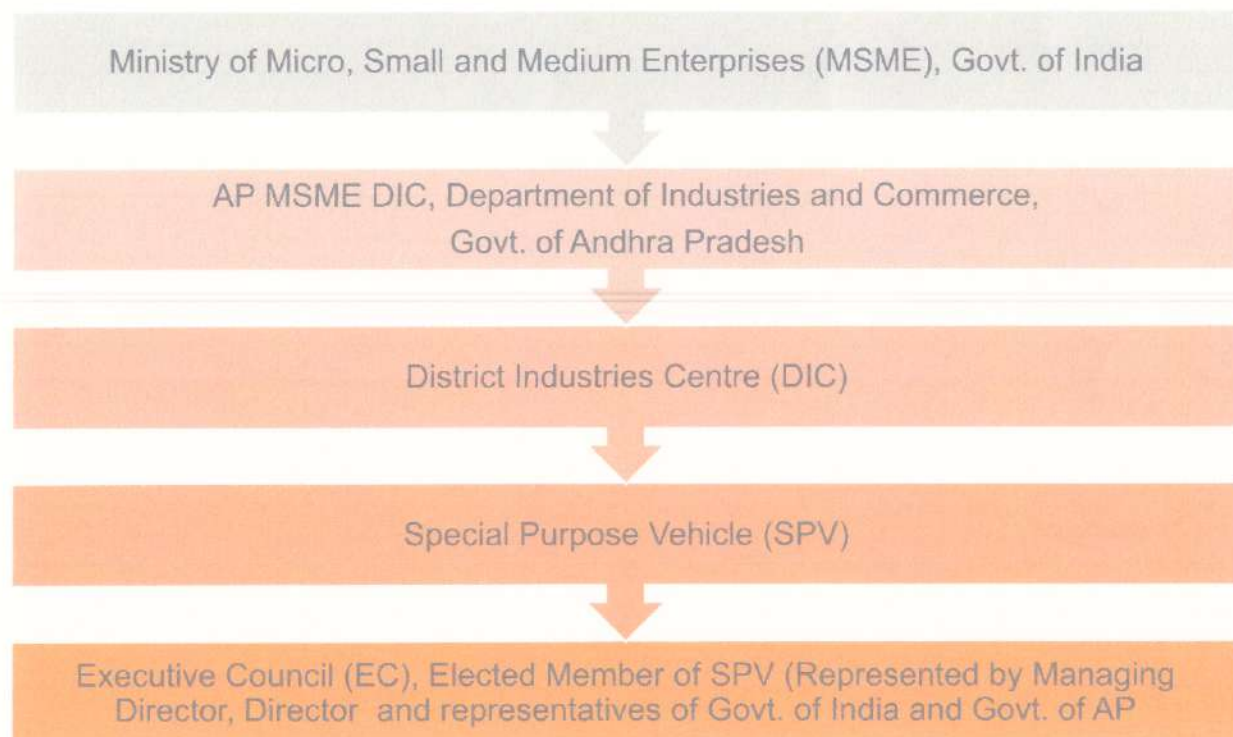 Ministry of Micro, Small and Medium Enterprises (MSME), Govt. of India
AP MSME DIC, Department of Industries and Commerce,
Govt. of Andhra Pradesh
District Industries Centre (DIC)
Special Purpose Vehicle (SPV)
Executive Council (EC), Elected Member of SPV (Represented by Managing
Director, Director and representatives of Govt. of India and Govt. of AP